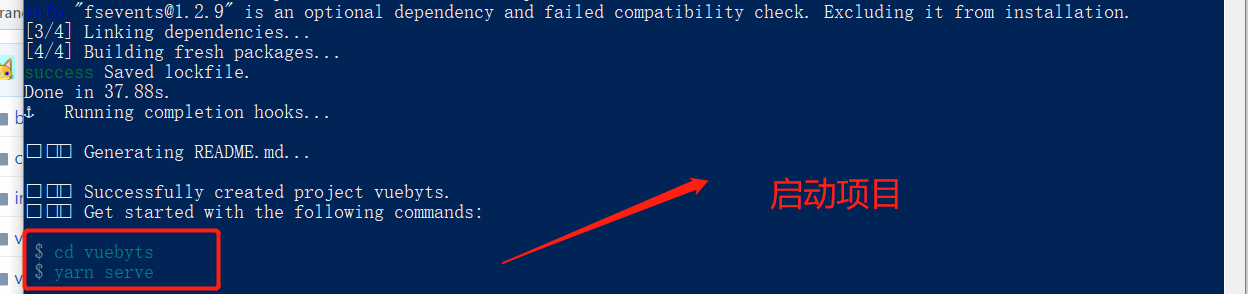 info "fsevents@1.2.9" is an optional dependency and failed compatibility check. Excluding it from installation.
[3/4] Linking dependencies...
[4/4] Building fresh packages...
success Saved lockfile.
Done in 37.88s.
⚓ Running completion hooks...
Generating README.md...
Successfully created project vuebyts.
Get started with the following commands:
$ cd vuebyts
$ yarn serve
启动项目